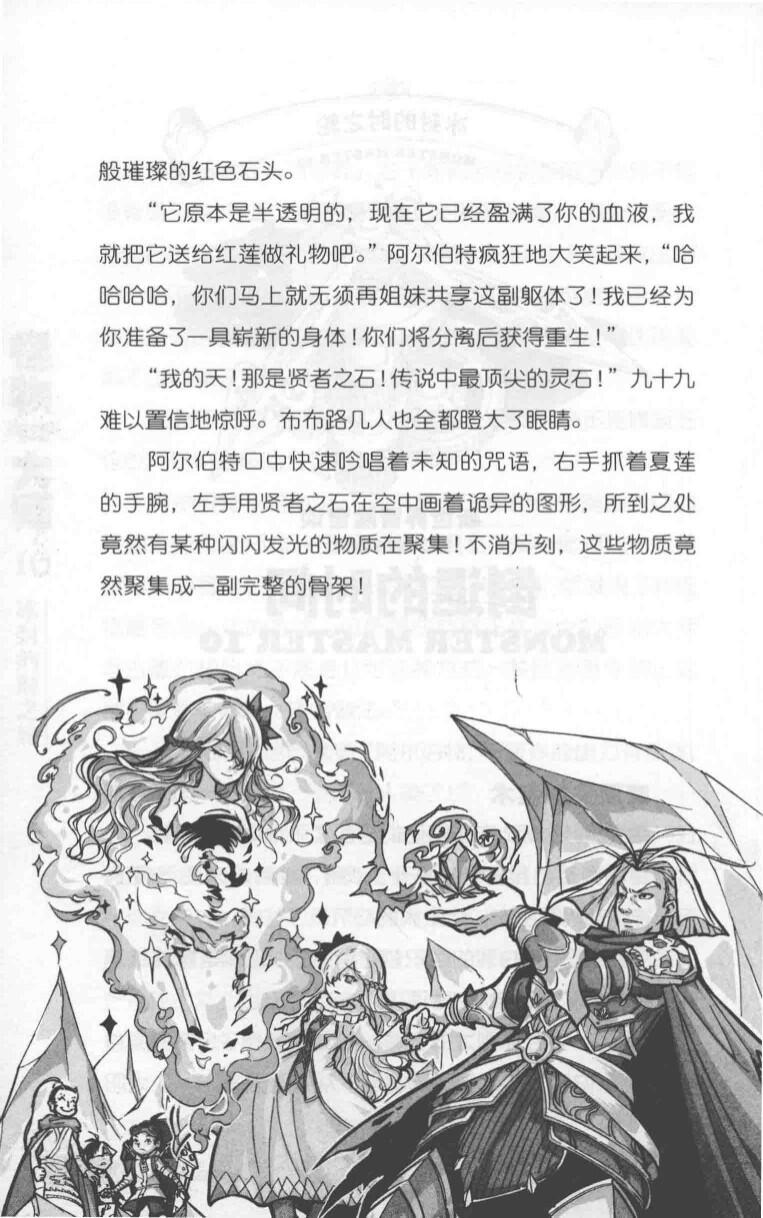 般璀璨的红色石头。
“它原本是半透明的，现在它已经盈满了你的血液，我
就把它送给红莲做礼物吧。”阿尔伯特疯狂地大笑起来，“哈
哈哈哈，你们马上就无须再姐妹共享这副躯体了！我已经为
你准备了一具崭新的身体！你们将分离后获得重生！”
“我的天！那是贤者之石！传说中最顶尖的灵石！”九十九
难以置信地惊呼。布布路几人也全都瞪大了眼睛。
阿尔伯特口中快速吟唱着未知的咒语，右手抓着夏莲
的手腕，左手用贤者之石在空中画着诡异的图形，所到之处
竟然有某种闪闪发光的物质在聚集！不消片刻，这些物质竟
然聚集成一副完整的骨架！